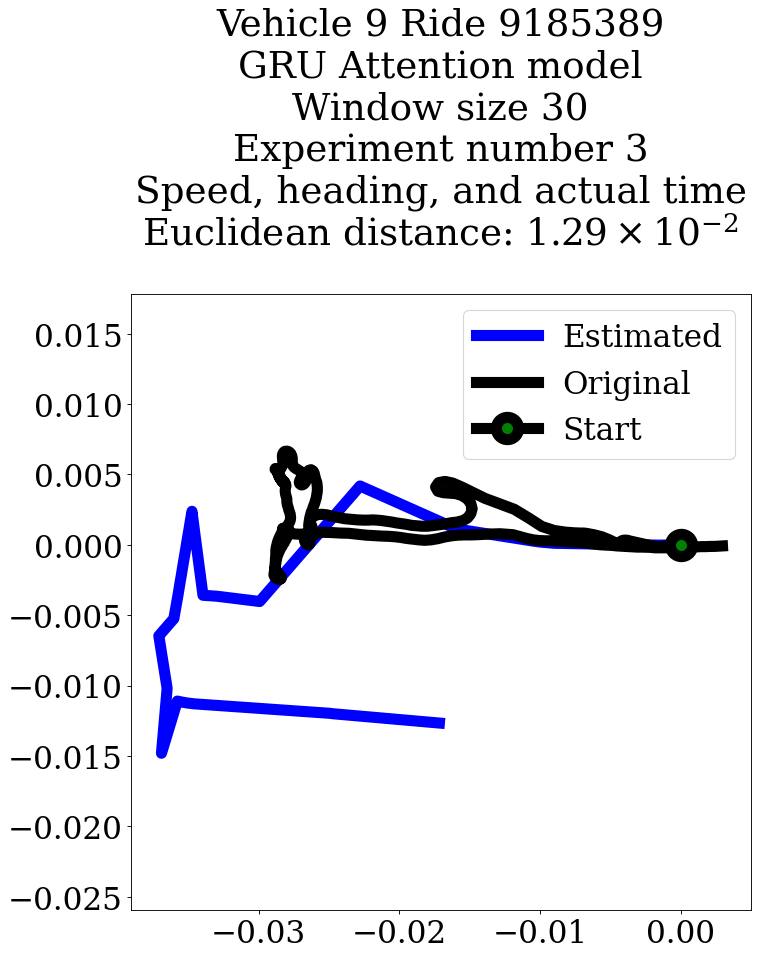 Vehicle 9 Ride 9185389
GRU Attention model
Window size 30
Experiment number 3
Speed, heading, and actual time
Euclidean distance: 1.29 × 10⁻²
Estimated
Original
Start
0.015
0.010
0.005
0.000
−0.005
−0.010
−0.015
−0.020
−0.025
−0.03
−0.02
−0.01
0.00